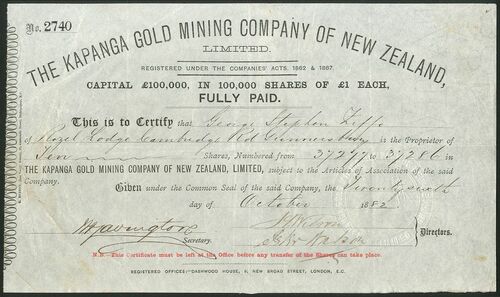 No. 2740
THE KAPANGA GOLD MINING COMPANY OF NEW ZEALAND,
LIMITED.
REGISTERED UNDER THE COMPANIES' ACTS, 1862 & 1867.
CAPITAL £100,000, IN 100,000 SHARES OF £1 EACH,
FULLY PAID.
This is to Certify that George Stephen
of Lodge Cambridge Rd Gunnersbury is the Proprietor of
Ten Shares, Numbered from 37277 to 37286 in
THE KAPANGA GOLD MINING COMPANY OF NEW ZEALAND, LIMITED, subject to the Articles of Association of the said
Company.
Given under the Common Seal of the said Company, the Twenty sixth
day of October 1882
Secretary.
Directors.
N.B.—This Certificate must be left at the Office before any transfer of the Shares can take place.
REGISTERED OFFICES:—DASHWOOD HOUSE, 9, NEW BROAD STREET, LONDON, E.C.